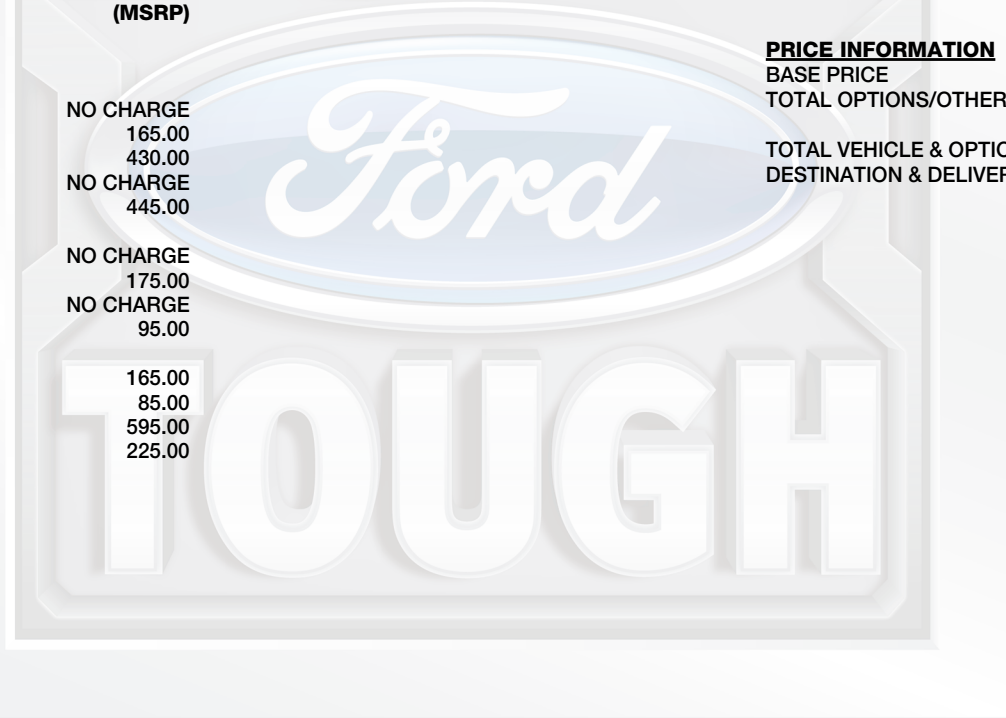 (MSRP)
NO CHARGE
165.00
430.00
NO CHARGE
445.00
NO CHARGE
175.00
NO CHARGE
95.00
165.00
85.00
595.00
225.00
PRICE INFORMATION
BASE PRICE
TOTAL OPTIONS/OTHER
TOTAL VEHICLE & OPTIO
DESTINATION & DELIVER
Ford
TOUGH